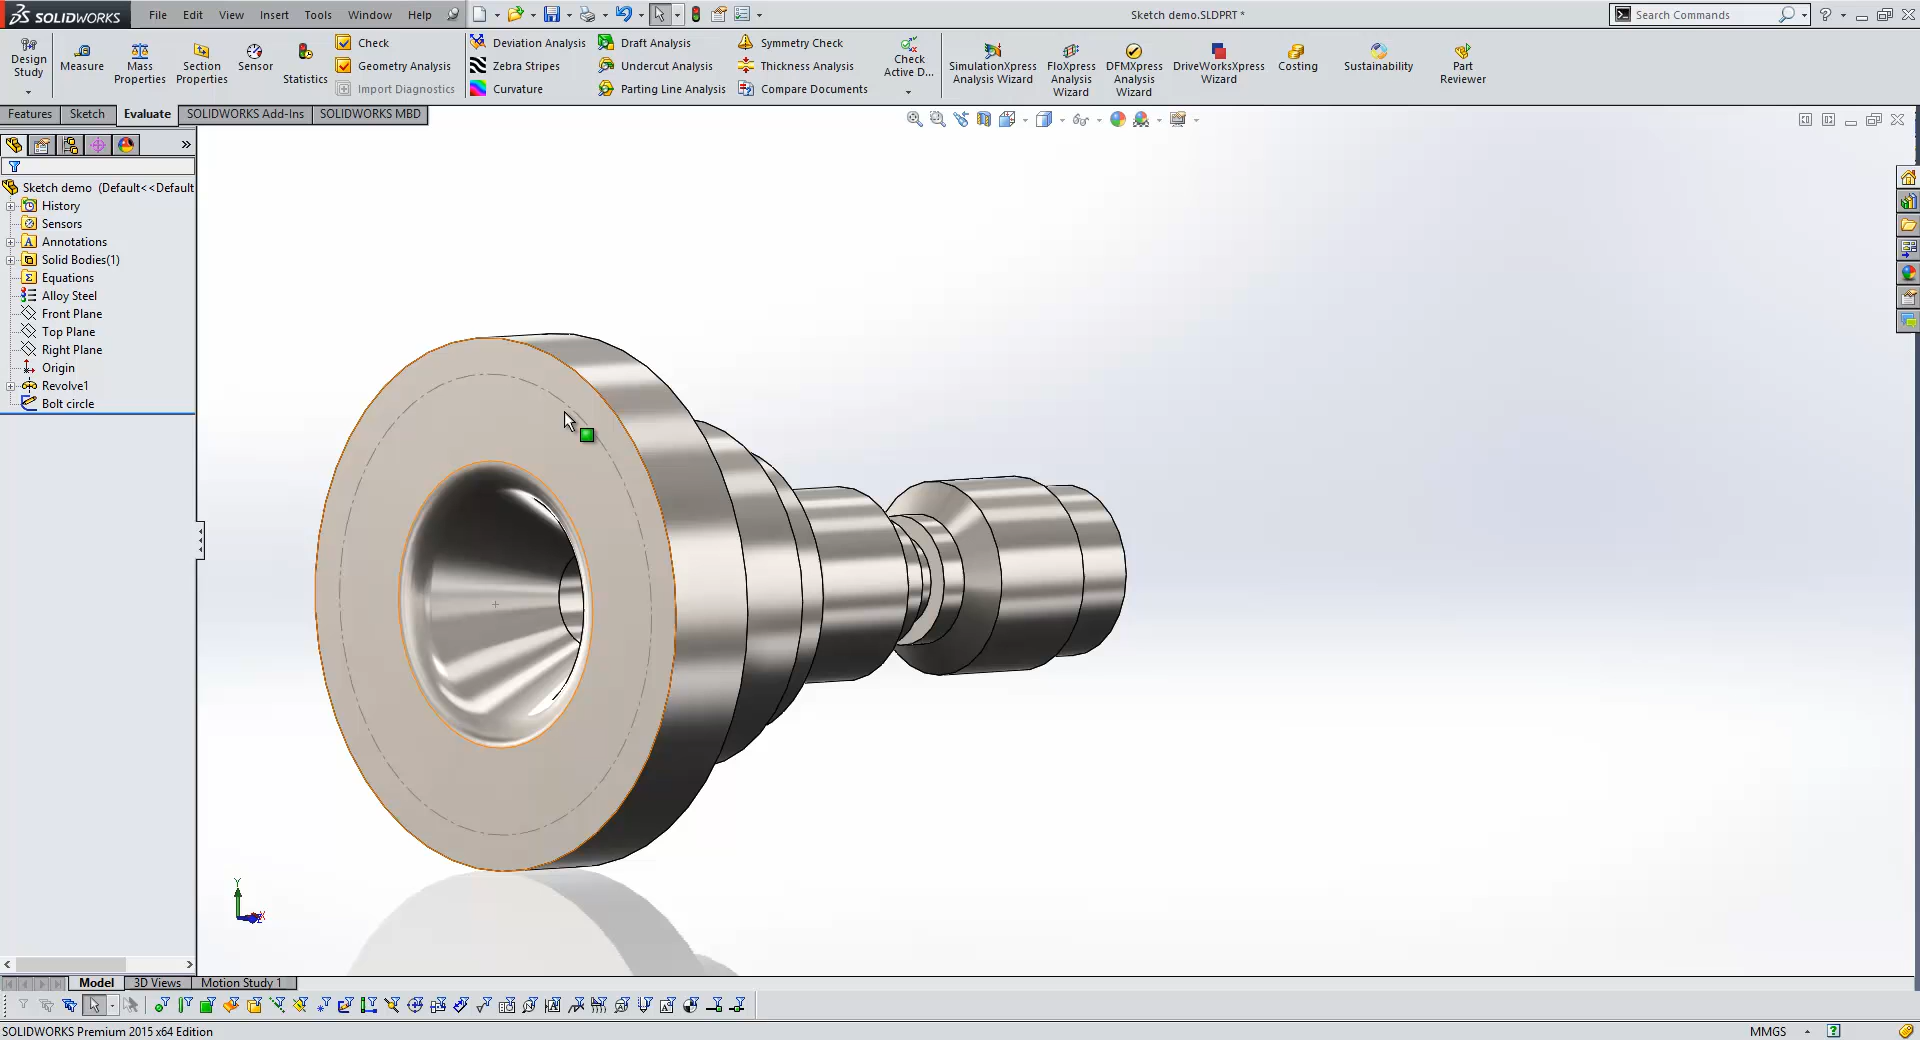 SOLIDWORKS File Edit View Insert Tools Window Help Sketch demo.SLDPRT * Search Commands
Design Study
Measure
Mass Properties
Section Properties
Sensor
Statistics
Check
Geometry Analysis
Import Diagnostics
Deviation Analysis
Zebra Stripes
Curvature
Draft Analysis
Undercut Analysis
Parting Line Analysis
Symmetry Check
Thickness Analysis
Compare Documents
Check Active D...
SimulationXpress Analysis Wizard
FloXpress Analysis Wizard
DFMXpress Analysis Wizard
DriveWorksXpress Wizard
Costing
Sustainability
Part Reviewer
Features Sketch Evaluate SOLIDWORKS Add-Ins SOLIDWORKS MBD
Sketch demo (Default<<Default
History
Sensors
Annotations
Solid Bodies(1)
Equations
Alloy Steel
Front Plane
Top Plane
Right Plane
Origin
Revolve1
Bolt circle
Y
Model 3D Views Motion Study 1
SOLIDWORKS Premium 2015 x64 Edition MMGS